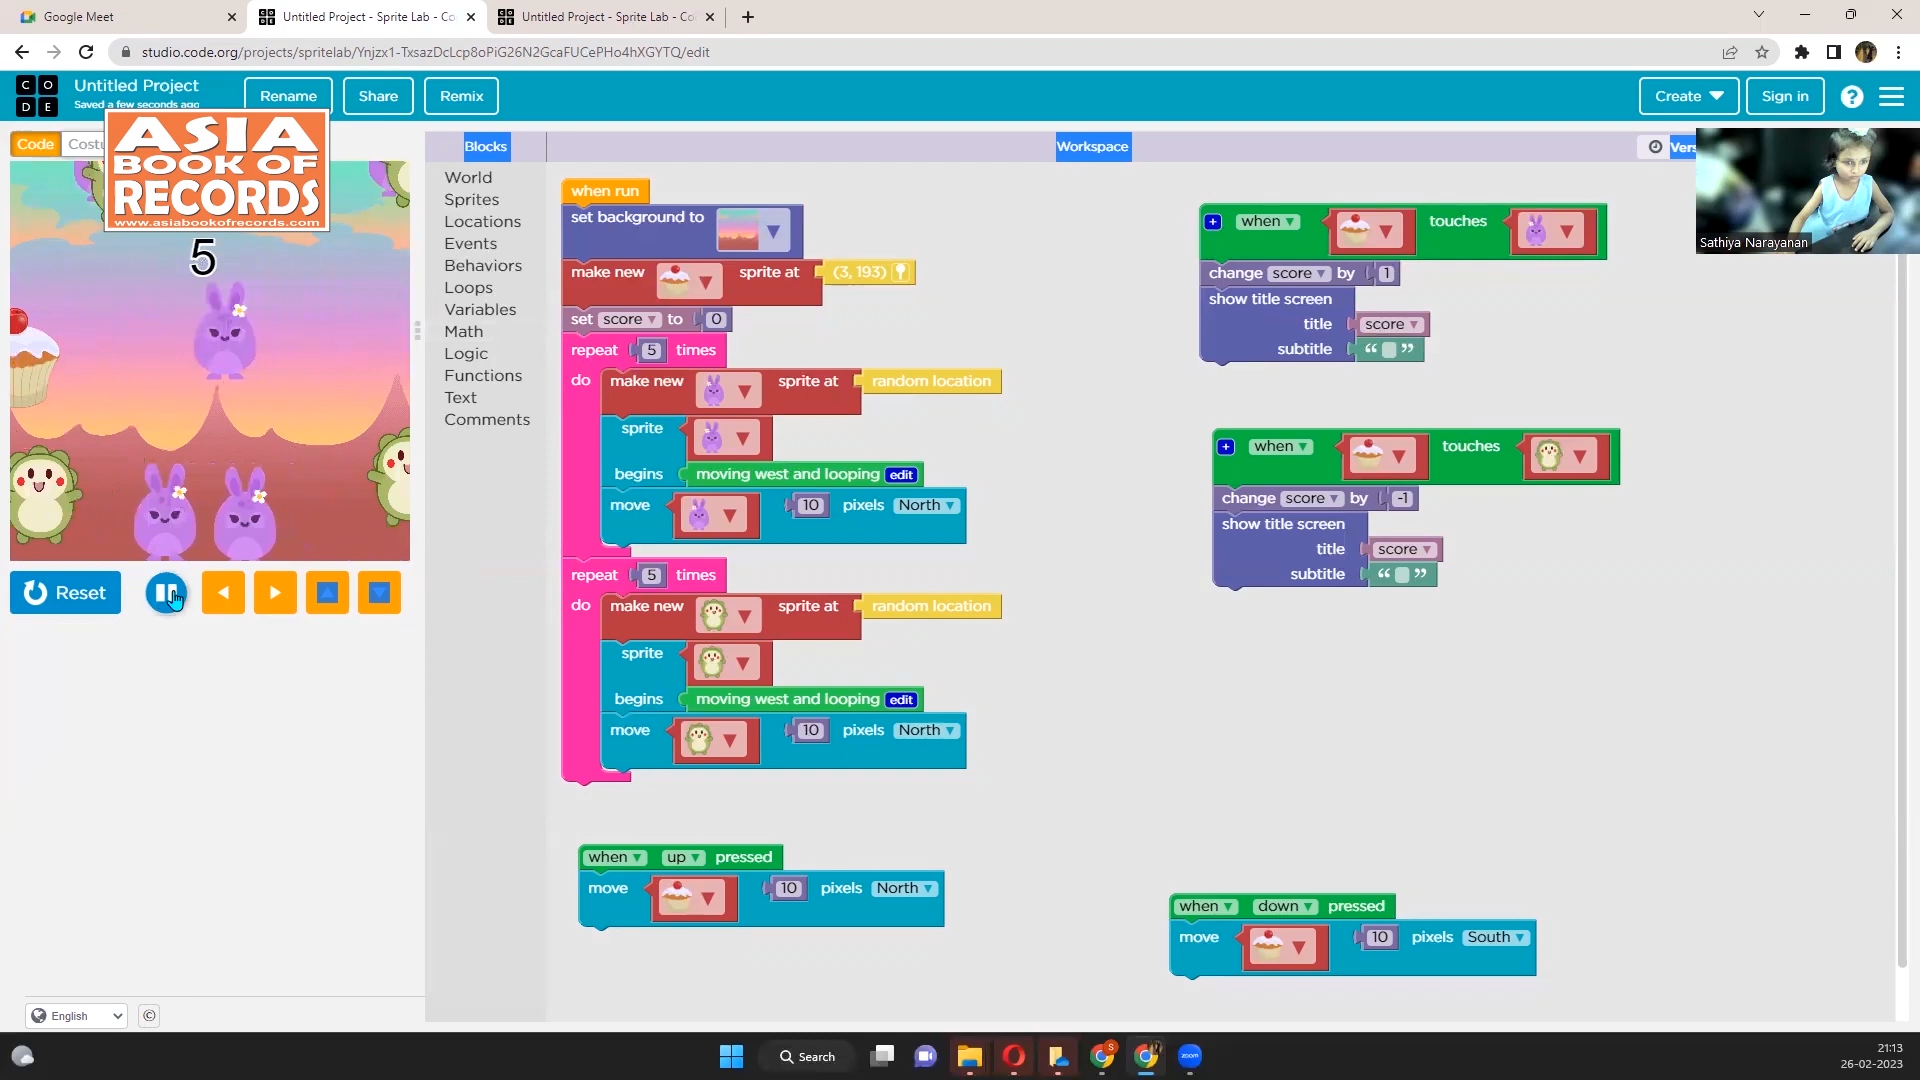 Google Meet
Untitled Project - Sprite Lab - Co
Untitled Project - Sprite Lab - Co
studio.code.org/projects/spritelab/Ynjzx1-TxsazDcLcp8oPiG26N2GcaFUCePHo4hXGYTQ/edit
C O
D E
Untitled Project
Saved a few seconds ago
Rename
Share
Remix
Create
Sign in
?
Code
Costu
ASIA
BOOK OF
RECORDS
www.asiabookofrecords.com
5
Reset
Blocks
Workspace
Vers
World
Sprites
Locations
Events
Behaviors
Loops
Variables
Math
Logic
Functions
Text
Comments
when run
set background to
make new sprite at (3, 193)
set score to 0
repeat 5 times
do make new sprite at random location
sprite
begins moving west and looping edit
move 10 pixels North
repeat 5 times
do make new sprite at random location
sprite
begins moving west and looping edit
move 10 pixels North
when up pressed
move 10 pixels North
when touches
change score by 1
show title screen
title score
subtitle “ ”
when touches
change score by -1
show title screen
title score
subtitle “ ”
when down pressed
move 10 pixels South
Sathiya Narayanan
English
©
Search
S
zoom
21:13
26-02-2023